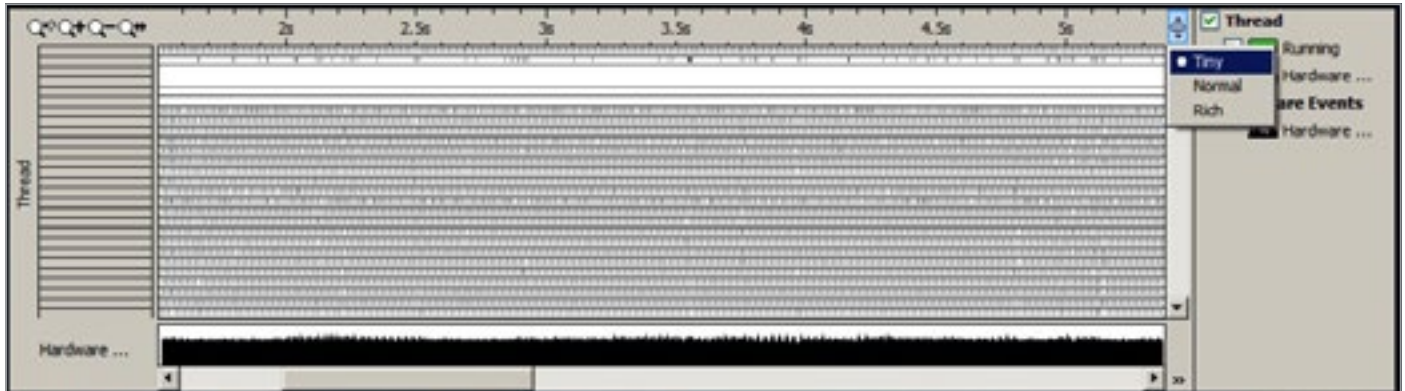 2s 2.5s 3s 3.5s 4s 4.5s 5s
Thread
Running
Tiny
Hardware ...
Normal
are Events
Rich
Hardware ...
Thread
Hardware ...